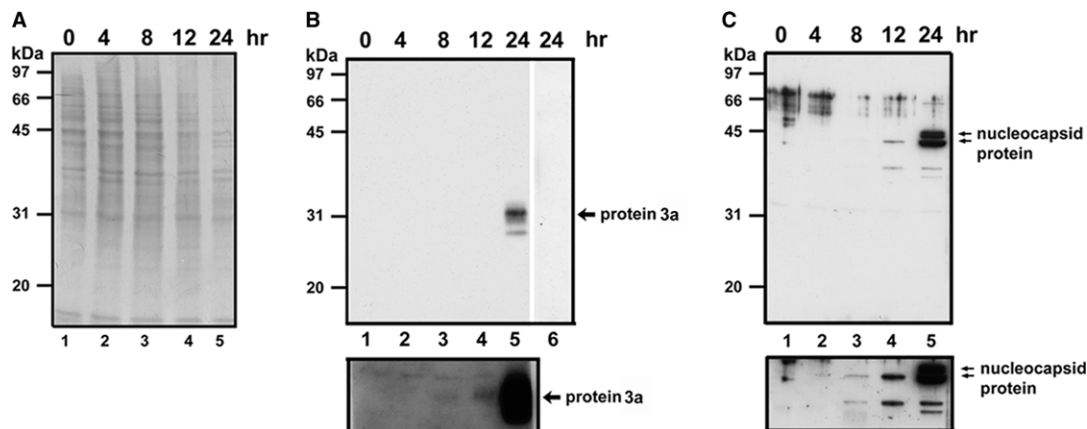 A
0 4 8 12 24 hr
kDa
97
66
45
31
20
1 2 3 4 5
B
0 4 8 12 24 24 hr
kDa
97
66
45
31
20
protein 3a
1 2 3 4 5 6
protein 3a
C
0 4 8 12 24 hr
kDa
97
66
45
31
20
nucleocapsid
protein
1 2 3 4 5
nucleocapsid
protein